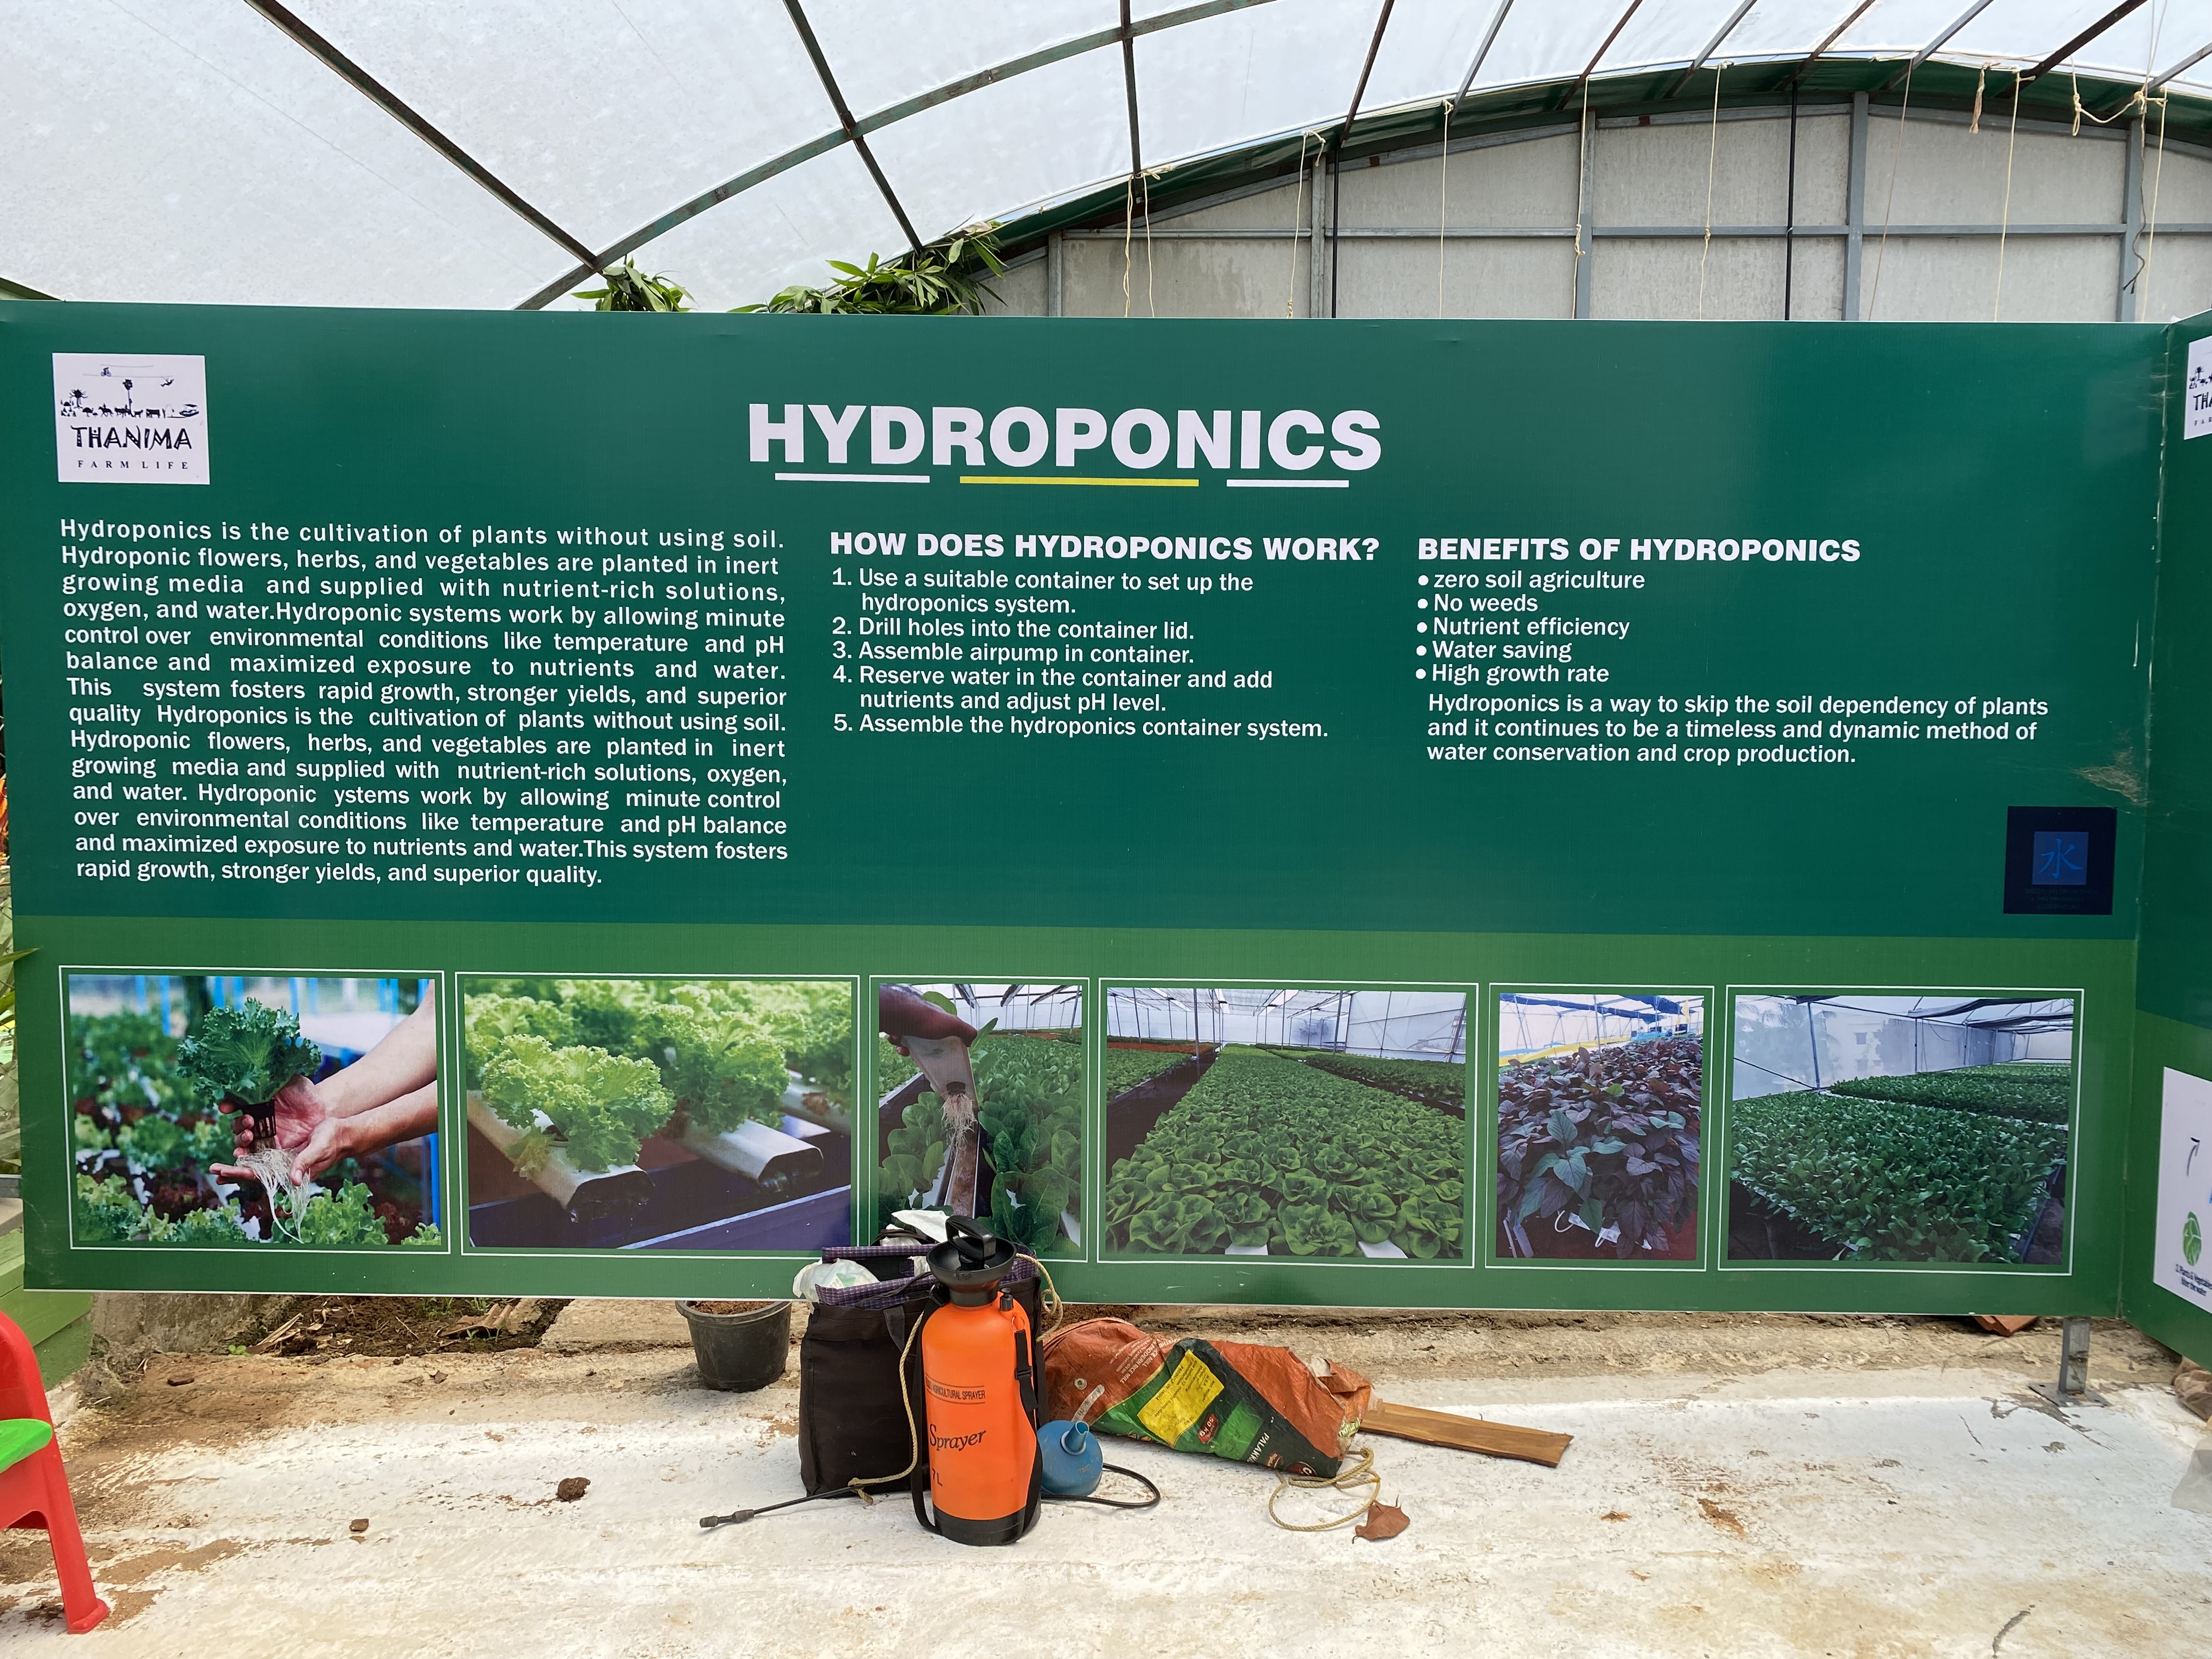 THANIMA
FARM LIFE
HYDROPONICS
Hydroponics is the cultivation of plants without using soil.
Hydroponic flowers, herbs, and vegetables are planted in inert
growing media and supplied with nutrient-rich solutions,
oxygen, and water.Hydroponic systems work by allowing minute
control over environmental conditions like temperature and pH
balance and maximized exposure to nutrients and water.
This system fosters rapid growth, stronger yields, and superior
quality Hydroponics is the cultivation of plants without using soil.
Hydroponic flowers, herbs, and vegetables are planted in inert
growing media and supplied with nutrient-rich solutions, oxygen,
and water. Hydroponic ystems work by allowing minute control
over environmental conditions like temperature and pH balance
and maximized exposure to nutrients and water.This system fosters
rapid growth, stronger yields, and superior quality.
HOW DOES HYDROPONICS WORK?
1. Use a suitable container to set up the
hydroponics system.
2. Drill holes into the container lid.
3. Assemble airpump in container.
4. Reserve water in the container and add
nutrients and adjust pH level.
5. Assemble the hydroponics container system.
BENEFITS OF HYDROPONICS
• zero soil agriculture
• No weeds
• Nutrient efficiency
• Water saving
• High growth rate
Hydroponics is a way to skip the soil dependency of plants
and it continues to be a timeless and dynamic method of
water conservation and crop production.
水
AGRICULTURAL SPRAYER
Sprayer
7L